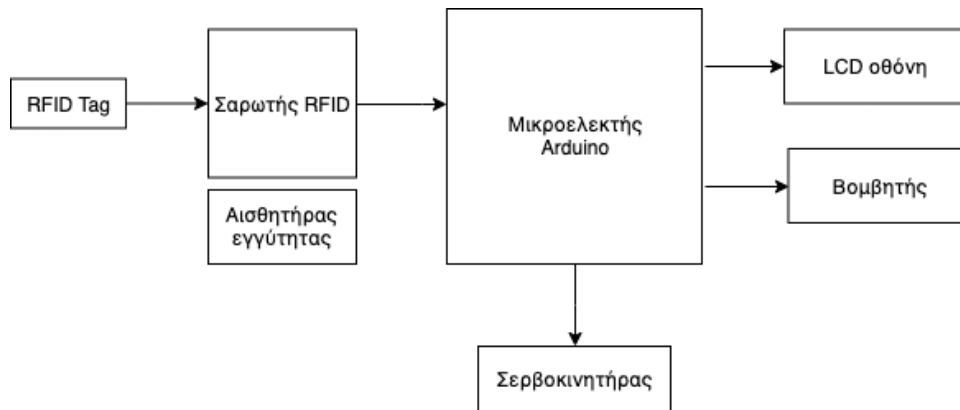 RFID Tag
Σαρωτής RFID
Αισθητήρας
εγγύτητας
Μικροελεκτής
Arduino
LCD οθόνη
Βομβητής
Σερβοκινητήρας